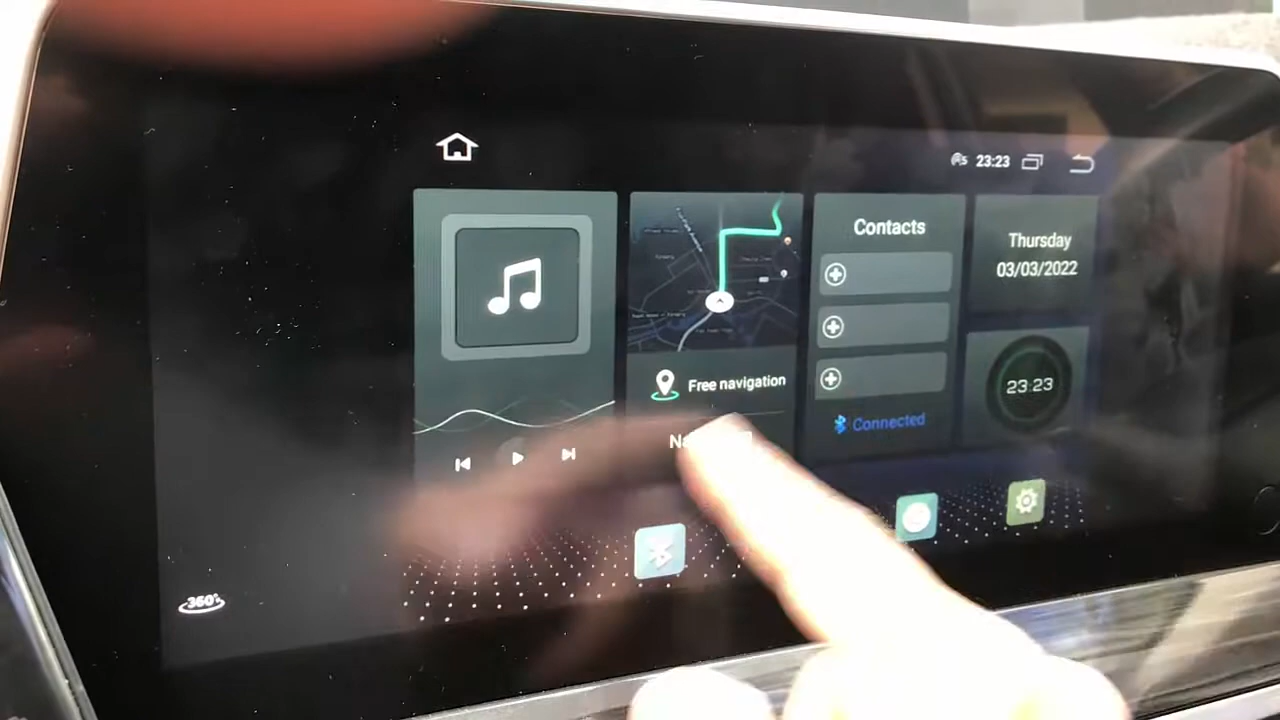 23:23
Contacts
Thursday
03/03/2022
Free navigation
23:23
Connected
360°